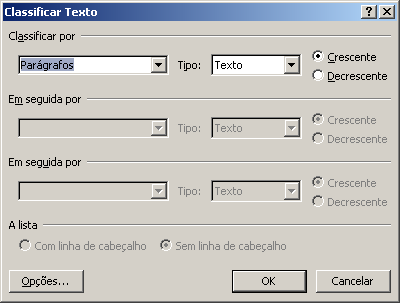 Classificar Texto
Classificar por
Parágrafos Tipo: Texto Crescente
Decrescente
Em seguida por
Tipo: Texto Crescente
Decrescente
Em seguida por
Tipo: Texto Crescente
Decrescente
A lista
Com linha de cabeçalho Sem linha de cabeçalho
Opções... OK Cancelar